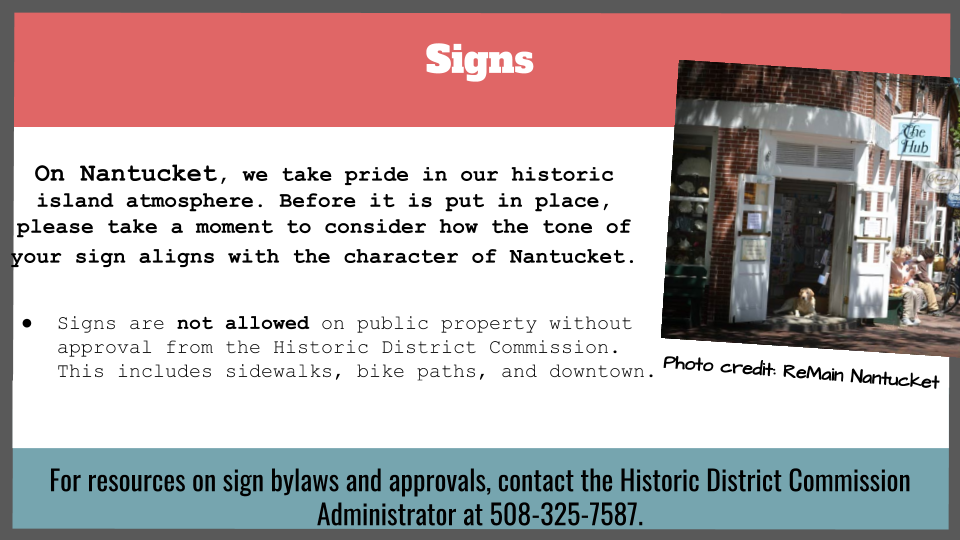 Signs
The
Hub
On Nantucket, we take pride in our historic
island atmosphere. Before it is put in place,
please take a moment to consider how the tone of
your sign aligns with the character of Nantucket.
● Signs are not allowed on public property without
approval from the Historic District Commission.
This includes sidewalks, bike paths, and downtown.
Photo credit: ReMain Nantucket
For resources on sign bylaws and approvals, contact the Historic District Commission
Administrator at 508-325-7587.